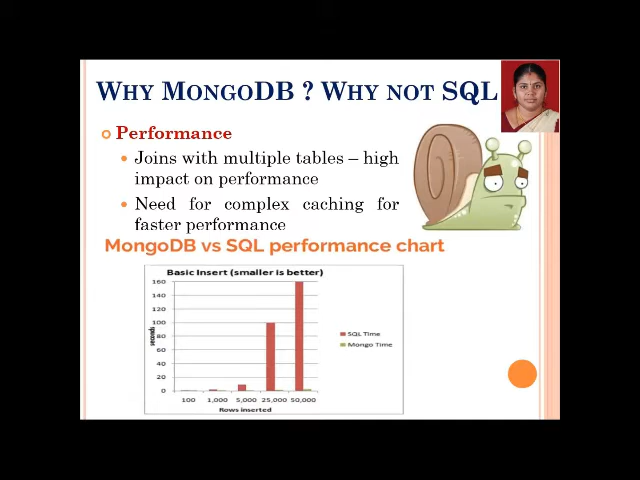 WHY MONGODB ? WHY NOT SQL
Performance
Joins with multiple tables – high
impact on performance
Need for complex caching for
faster performance
MongoDB vs SQL performance chart
Basic Insert (smaller is better)
160
140
120
100
80
60
40
20
0
seconds
100 1,000 5,000 25,000 50,000
Rows inserted
SQL Time
Mongo Time